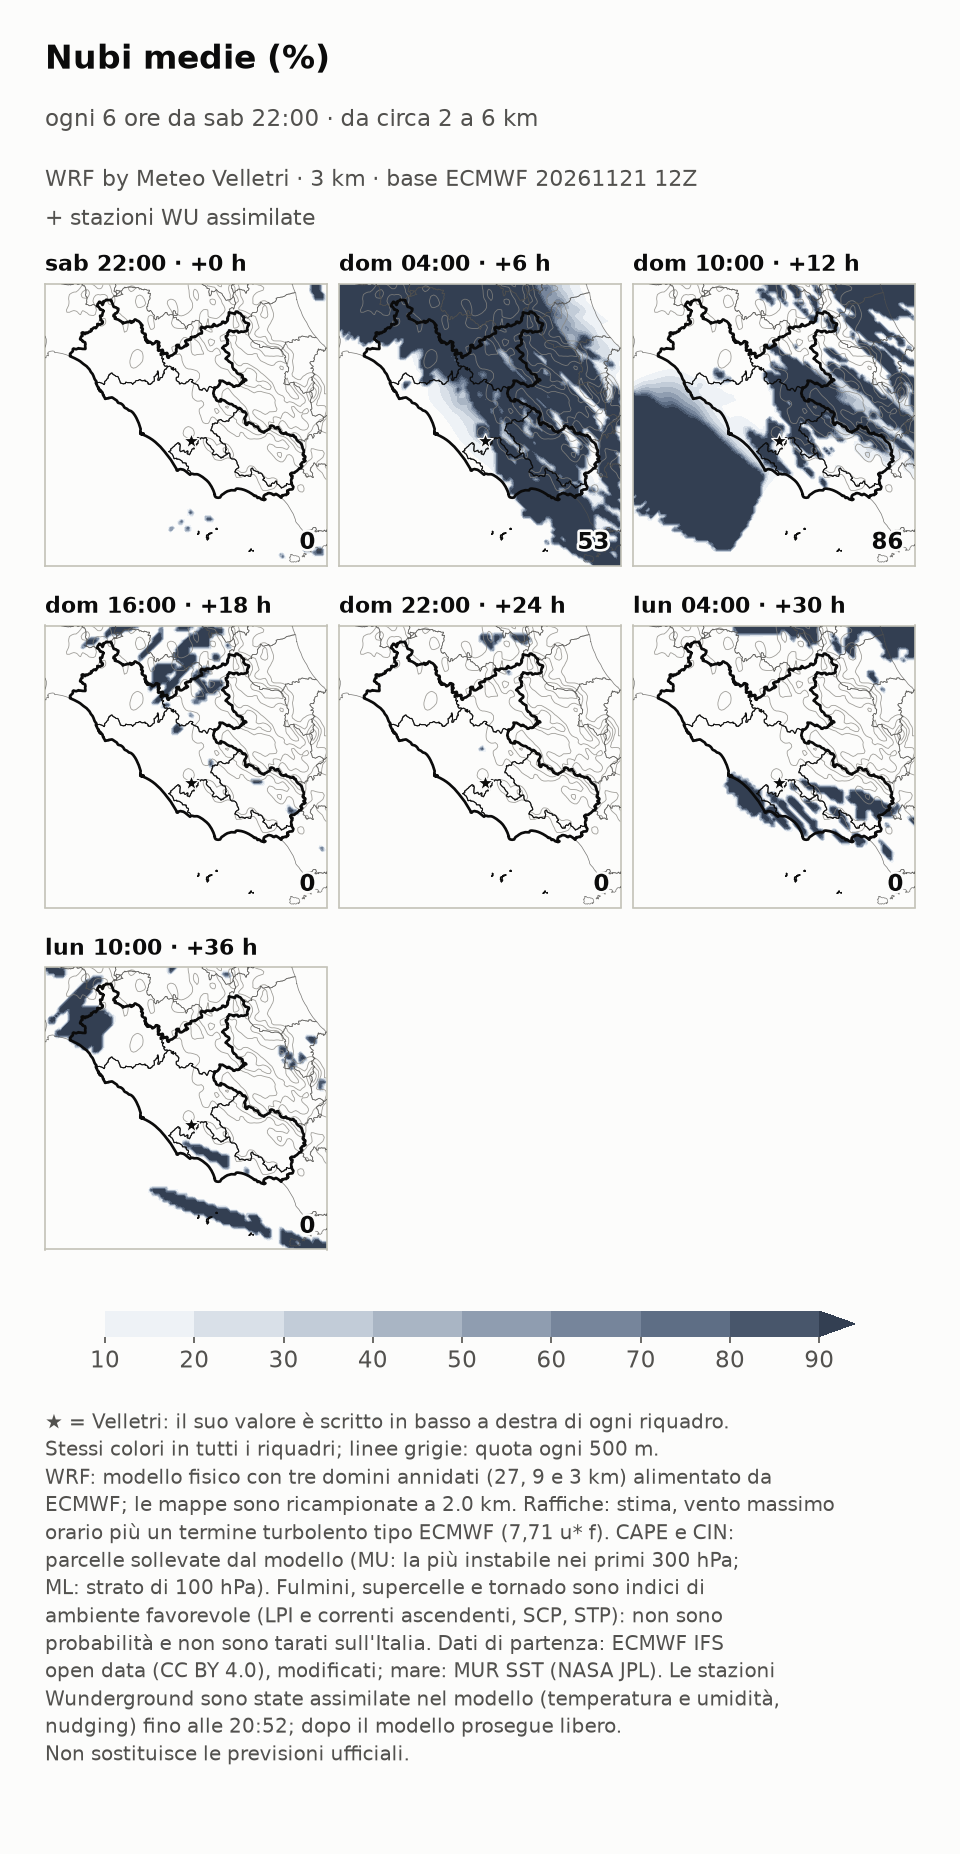 Nubi medie (%)
ogni 6 ore da sab 22:00 · da circa 2 a 6 km
WRF by Meteo Velletri · 3 km · base ECMWF 20261121 12Z
+ stazioni WU assimilate
sab 22:00 · +0 h
dom 04:00 · +6 h
dom 10:00 · +12 h
0
53
86
dom 16:00 · +18 h
dom 22:00 · +24 h
lun 04:00 · +30 h
0
0
0
lun 10:00 · +36 h
0
10 20 30 40 50 60 70 80 90
★ = Velletri: il suo valore è scritto in basso a destra di ogni riquadro.
Stessi colori in tutti i riquadri; linee grigie: quota ogni 500 m.
WRF: modello fisico con tre domini annidati (27, 9 e 3 km) alimentato da
ECMWF; le mappe sono ricampionate a 2.0 km. Raffiche: stima, vento massimo
orario più un termine turbolento tipo ECMWF (7,71 u* f). CAPE e CIN:
parcelle sollevate dal modello (MU: la più instabile nei primi 300 hPa;
ML: strato di 100 hPa). Fulmini, supercelle e tornado sono indici di
ambiente favorevole (LPI e correnti ascendenti, SCP, STP): non sono
probabilità e non sono tarati sull'Italia. Dati di partenza: ECMWF IFS
open data (CC BY 4.0), modificati; mare: MUR SST (NASA JPL). Le stazioni
Wunderground sono state assimilate nel modello (temperatura e umidità,
nudging) fino alle 20:52; dopo il modello prosegue libero.
Non sostituisce le previsioni ufficiali.